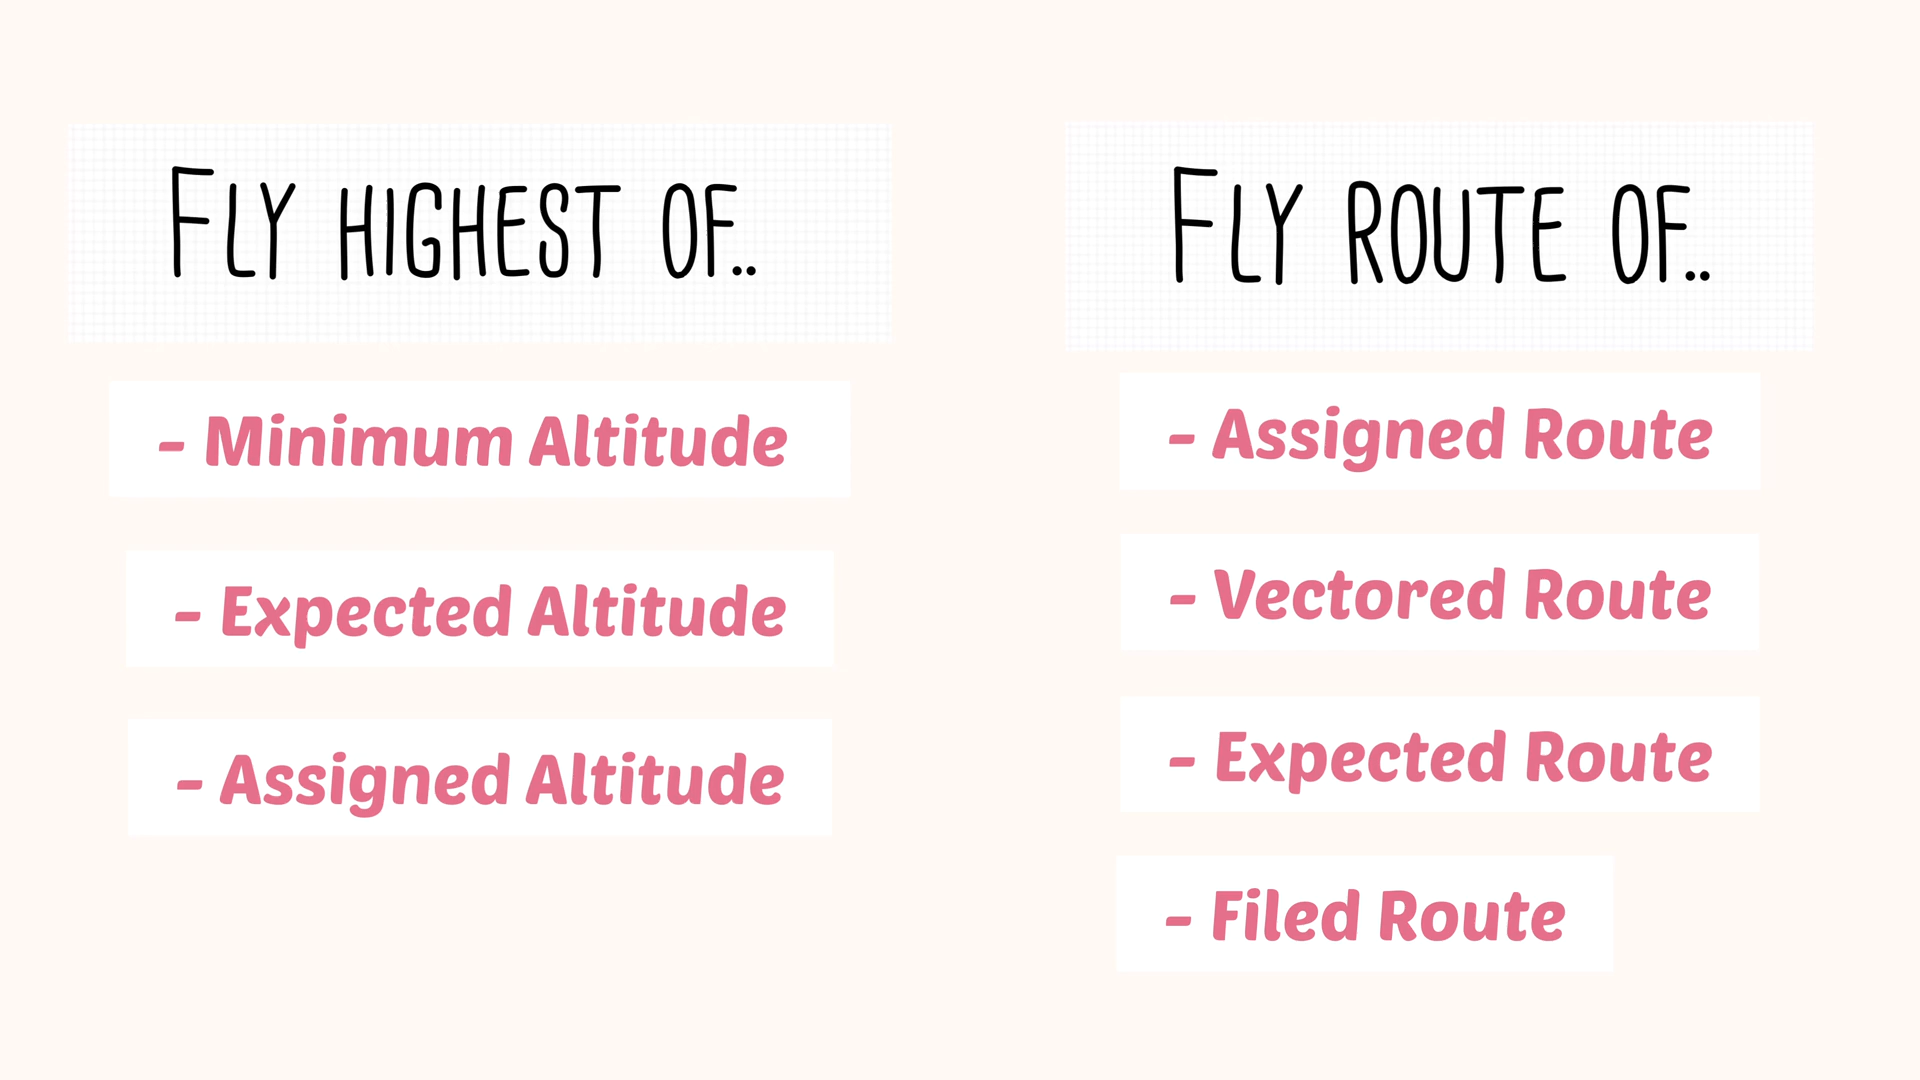 Fly highest of..
- Minimum Altitude
- Expected Altitude
- Assigned Altitude
Fly route of..
- Assigned Route
- Vectored Route
- Expected Route
- Filed Route